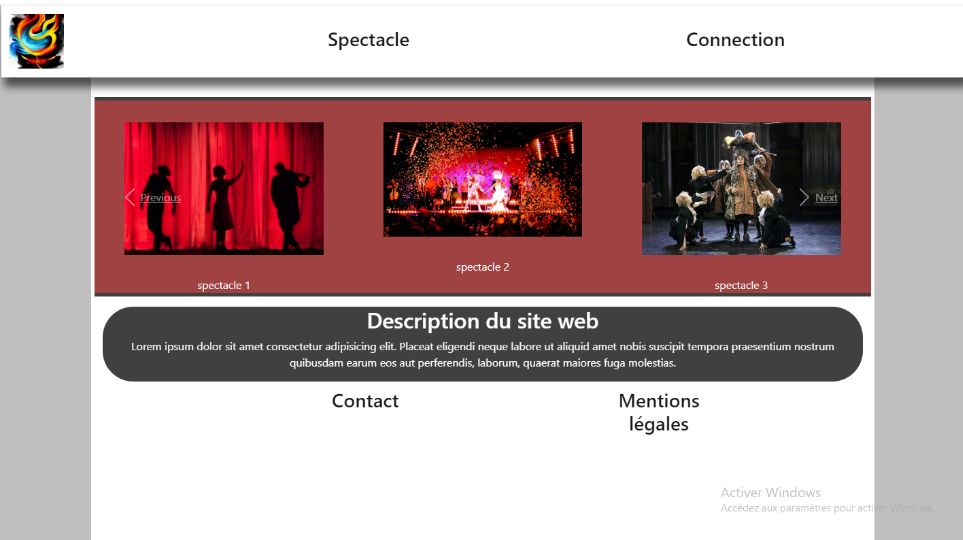 Spectacle
Connection
Previous
Next
spectacle 1
spectacle 2
spectacle 3
Description du site web
Lorem ipsum dolor sit amet consectetur adipisicing elit. Placeat eligendi neque labore ut aliquid amet nobis suscipit tempora praesentium nostrum
quibusdam earum eos aut perferendis, laborum, quaerat maiores fuga molestias.
Contact
Mentions
légales
Activer Windows
Accédez aux paramètres pour activer Windows.